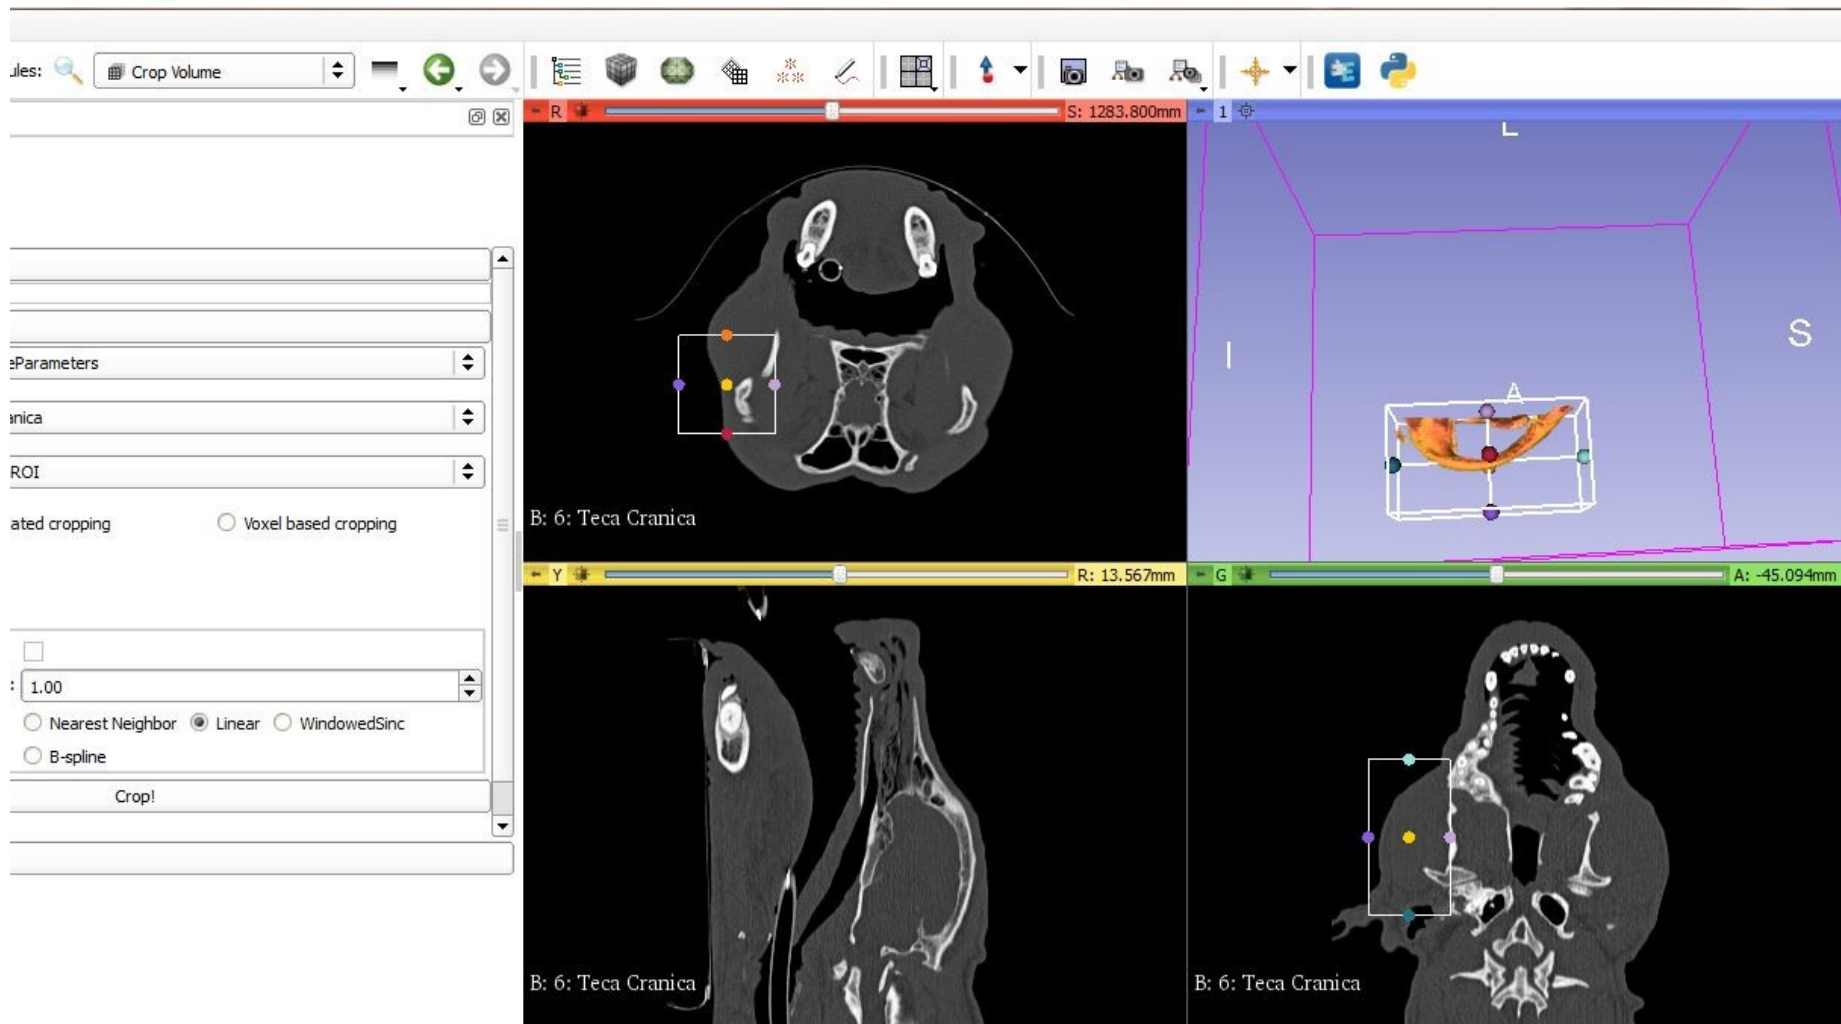 ules: Crop Volume
R S: 1283.800mm 1
L
I
S
A
eParameters
anica
ROI
ated cropping Voxel based cropping
B: 6: Teca Cranica
Y R: 13.567mm G A: -45.094mm
: 1.00
Nearest Neighbor Linear WindowedSinc
B-spline
Crop!
B: 6: Teca Cranica B: 6: Teca Cranica